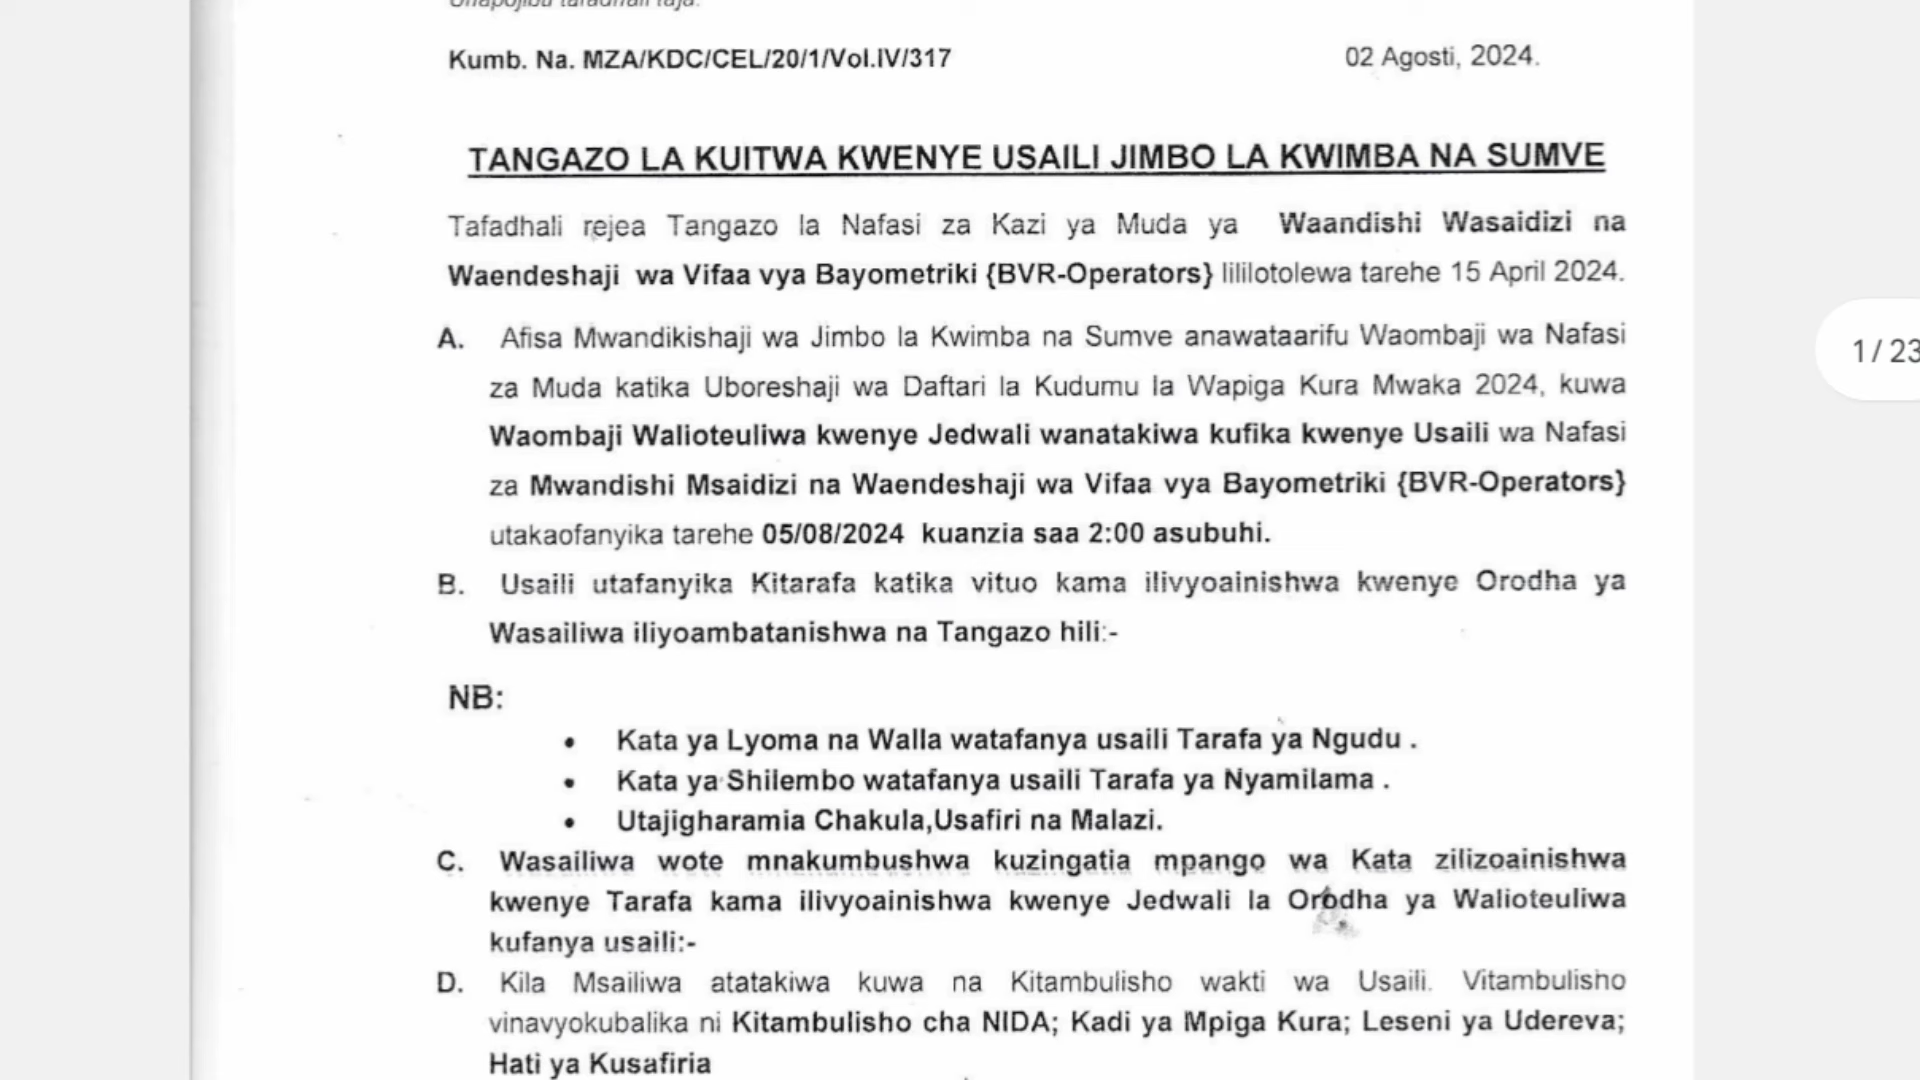 Unapojibu tafadhali taja:
Kumb. Na. MZA/KDC/CEL/20/1/Vol.IV/317 02 Agosti, 2024.
TANGAZO LA KUITWA KWENYE USAILI JIMBO LA KWIMBA NA SUMVE
Tafadhali rejea Tangazo la Nafasi za Kazi ya Muda ya Waandishi Wasaidizi na
Waendeshaji wa Vifaa vya Bayometriki {BVR-Operators} lililotolewa tarehe 15 April 2024.
A. Afisa Mwandikishaji wa Jimbo la Kwimba na Sumve anawataarifu Waombaji wa Nafasi
za Muda katika Uboreshaji wa Daftari la Kudumu la Wapiga Kura Mwaka 2024, kuwa
Waombaji Walioteuliwa kwenye Jedwali wanatakiwa kufika kwenye Usaili wa Nafasi
za Mwandishi Msaidizi na Waendeshaji wa Vifaa vya Bayometriki {BVR-Operators}
utakaofanyika tarehe 05/08/2024 kuanzia saa 2:00 asubuhi.
B. Usaili utafanyika Kitarafa katika vituo kama ilivyoainishwa kwenye Orodha ya
Wasailiwa iliyoambatanishwa na Tangazo hili:-
NB:
• Kata ya Lyoma na Walla watafanya usaili Tarafa ya Ngudu .
• Kata ya Shilembo watafanya usaili Tarafa ya Nyamilama .
• Utajigharamia Chakula,Usafiri na Malazi.
C. Wasailiwa wote mnakumbushwa kuzingatia mpango wa Kata zilizoainishwa
kwenye Tarafa kama ilivyoainishwa kwenye Jedwali la Orodha ya Walioteuliwa
kufanya usaili:-
D. Kila Msailiwa atatakiwa kuwa na Kitambulisho wakti wa Usaili. Vitambulisho
vinavyokubalika ni Kitambulisho cha NIDA; Kadi ya Mpiga Kura; Leseni ya Udereva;
Hati ya Kusafiria
1/ 23